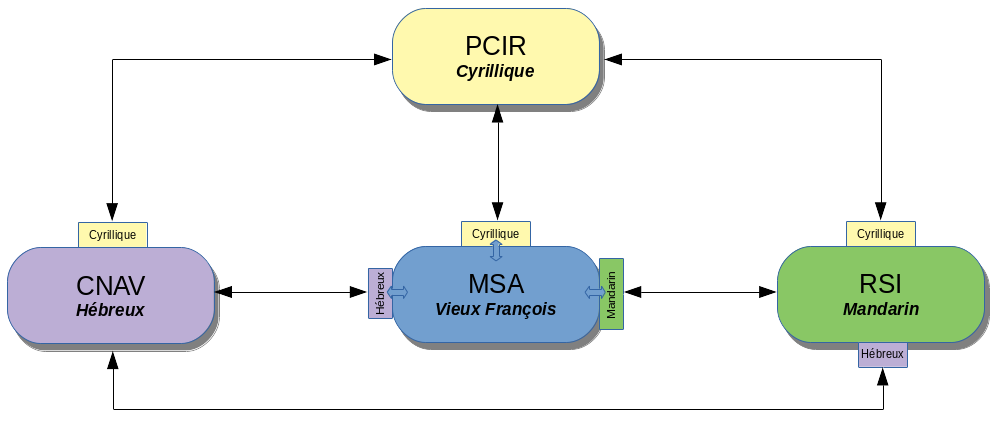 PCIR
Cyrillique
Cyrillique
Cyrillique
Cyrillique
CNAV
Hébreux
Hébreux
MSA
Vieux François
Mandarin
RSI
Mandarin
Hébreux